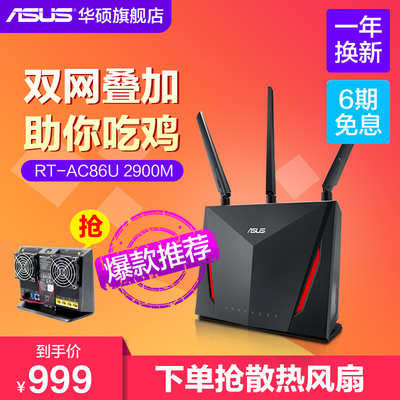 ASUS 华硕旗舰店
一年
换新
6期
免息
双网叠加
助你吃鸡
RT-AC86U 2900M
抢
爆款推荐
ASUS
到手价
¥999
下单抢散热风扇